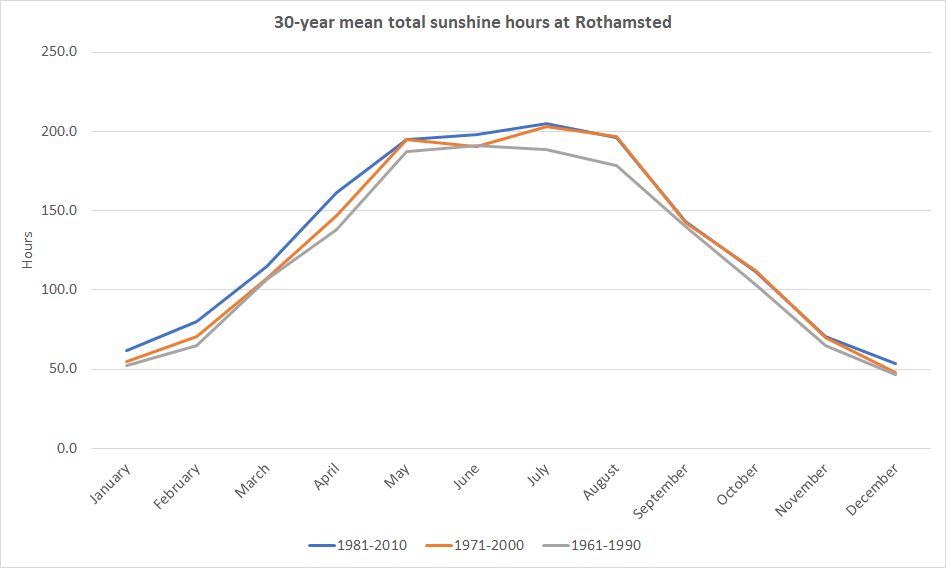 30-year mean total sunshine hours at Rothamsted
250.0
200.0
150.0
100.0
50.0
0.0
Hours
January
February
March
April
May
June
July
August
September
October
November
December
1981-2010
1971-2000
1961-1990